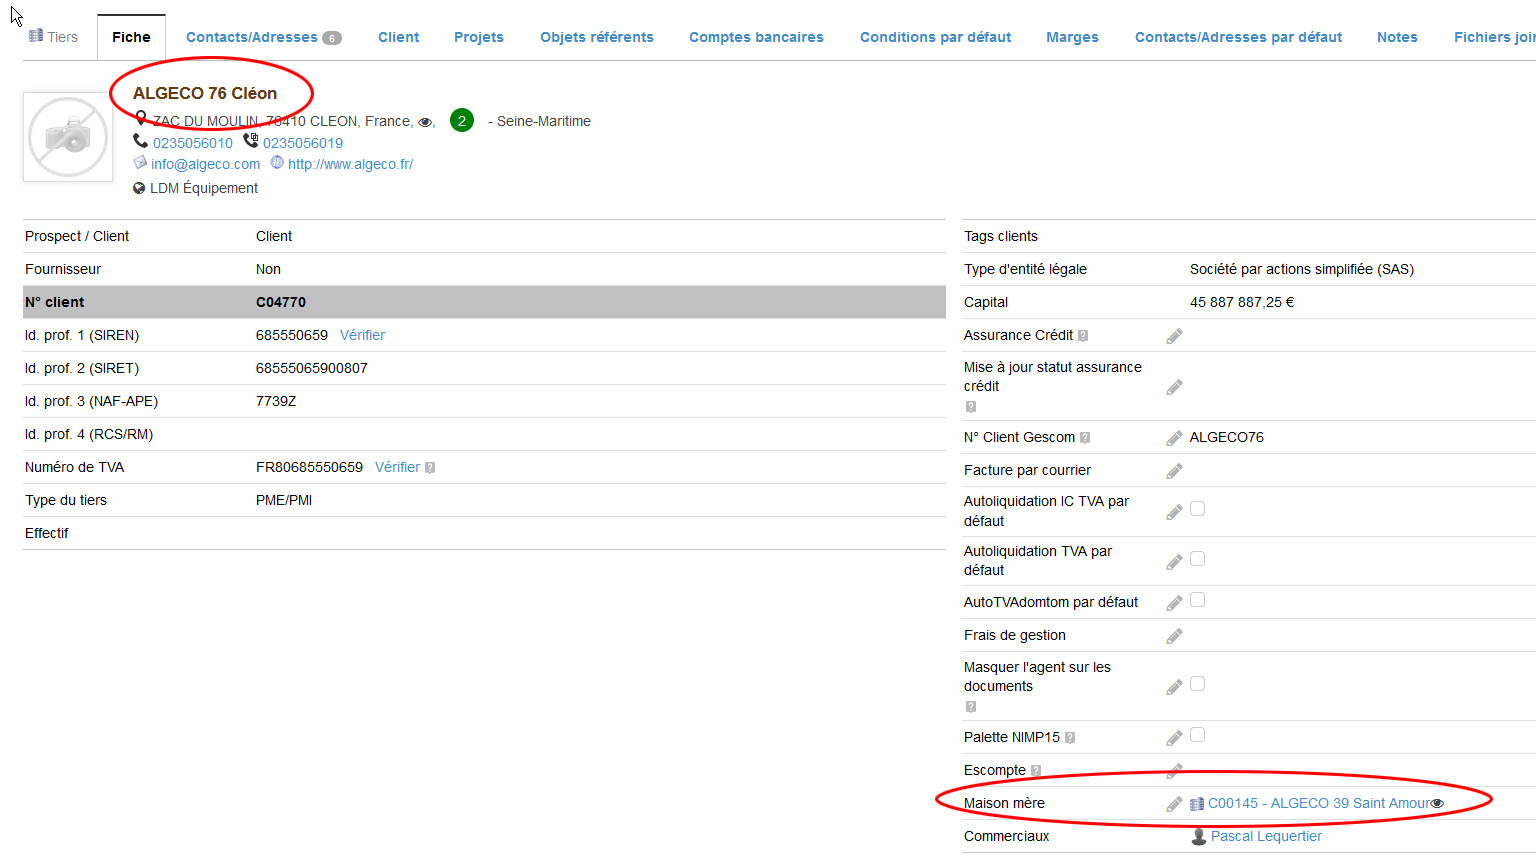 Tiers Fiche Contacts/Adresses 6 Client Projets Objets référents Comptes bancaires Conditions par défaut Marges Contacts/Adresses par défaut Notes Fichiers joi
ALGECO 76 Cléon
ZAC DU MOULIN, 76410 CLEON, France, , 2 - Seine-Maritime
0235056010 0235056019
info@algeco.com http://www.algeco.fr/
LDM Équipement
Prospect / Client Client
Fournisseur Non
N° client C04770
Id. prof. 1 (SIREN) 685550659 Vérifier
Id. prof. 2 (SIRET) 68555065900807
Id. prof. 3 (NAF-APE) 7739Z
Id. prof. 4 (RCS/RM)
Numéro de TVA FR80685550659 Vérifier ?
Type du tiers PME/PMI
Effectif
Tags clients
Type d'entité légale Société par actions simplifiée (SAS)
Capital 45 887 887,25 €
Assurance Crédit ?
Mise à jour statut assurance
crédit
?
N° Client Gescom ? ALGECO76
Facture par courrier
Autoliquidation IC TVA par
défaut
Autoliquidation TVA par
défaut
AutoTVAdomtom par défaut
Frais de gestion
Masquer l'agent sur les
documents
?
Palette NIMP15 ?
Escompte ?
Maison mère C00145 - ALGECO 39 Saint Amour
Commerciaux Pascal Lequertier